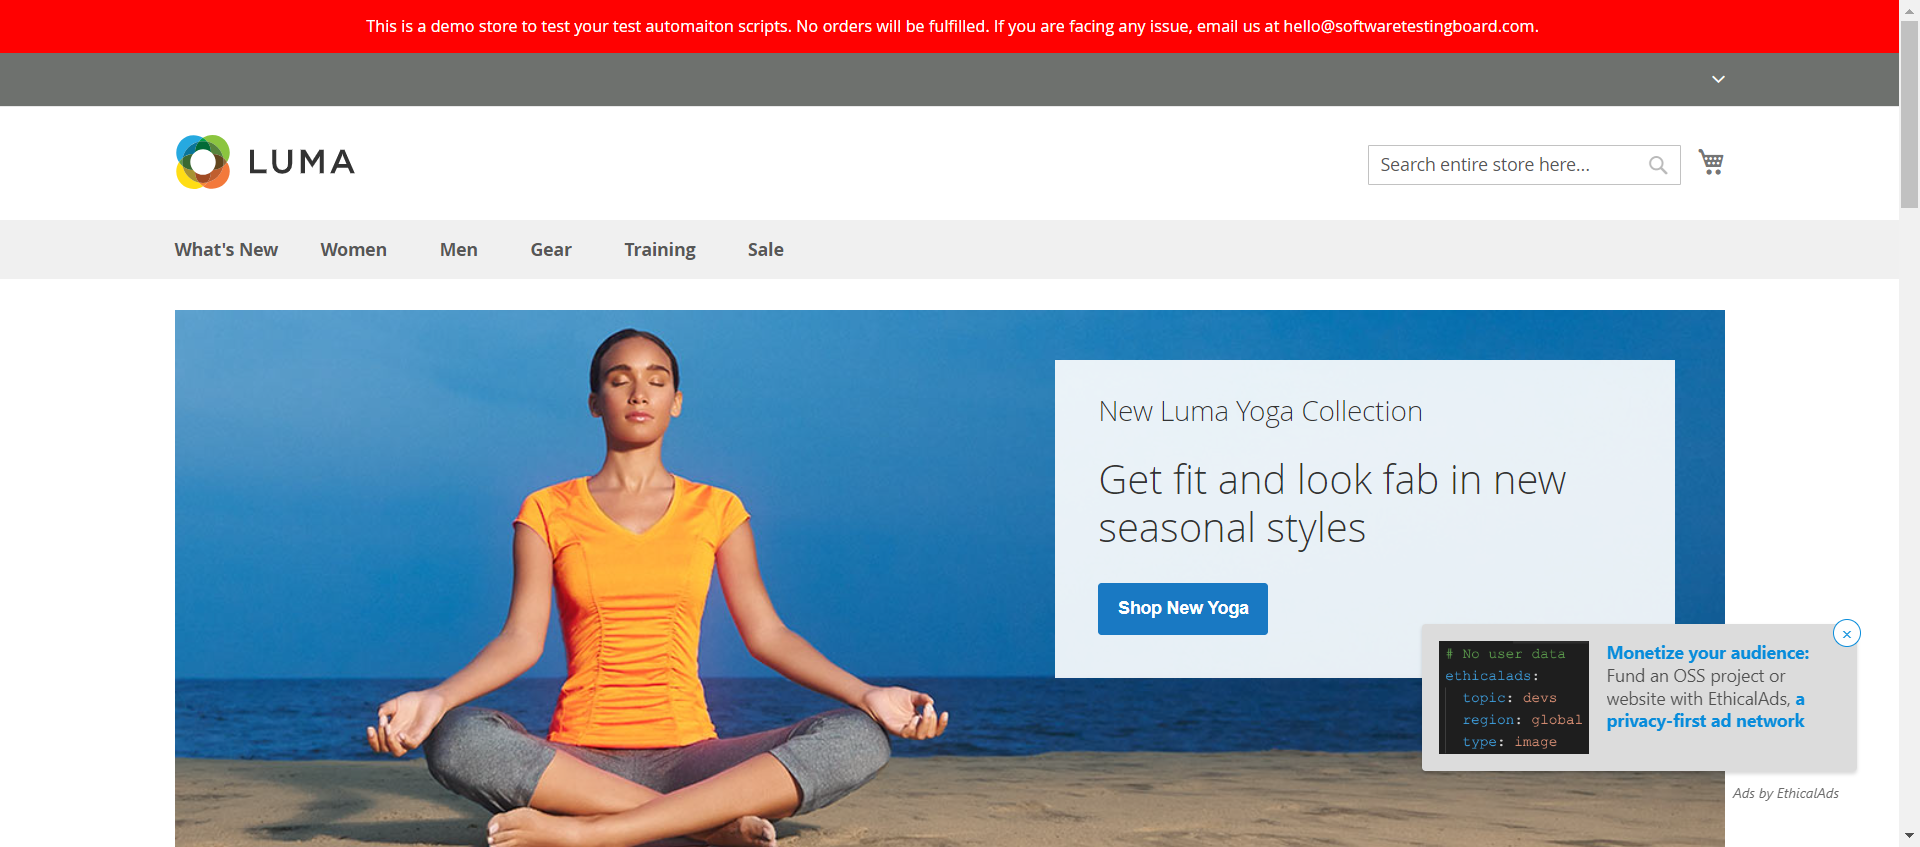 This is a demo store to test your test automaiton scripts. No orders will be fulfilled. If you are facing any issue, email us at hello@softwaretestingboard.com.
LUMA
Search entire store here...
What's New Women Men Gear Training Sale
New Luma Yoga Collection
Get fit and look fab in new
seasonal styles
Shop New Yoga
# No user data
ethicalads:
topic: devs
region: global
type: image
Monetize your audience:
Fund an OSS project or
website with EthicalAds, a
privacy-first ad network
×
Ads by EthicalAds